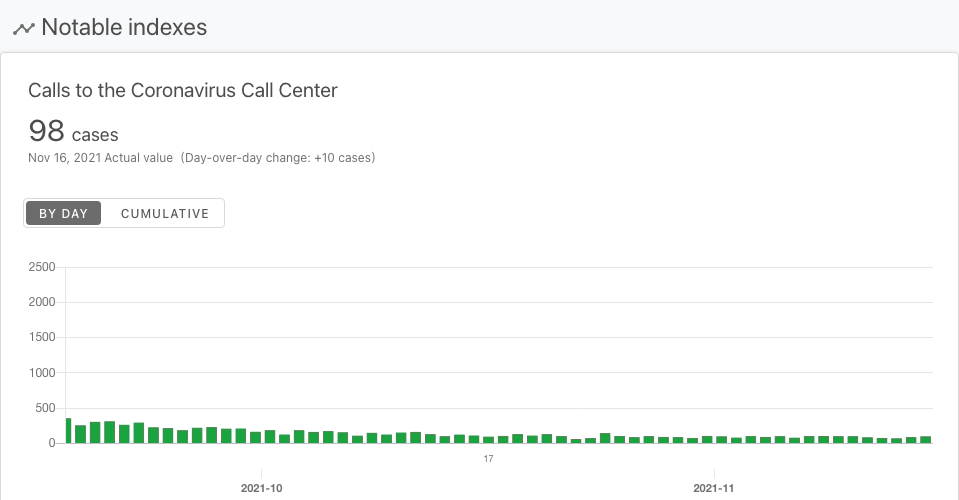 Notable indexes
Calls to the Coronavirus Call Center
98 cases
Nov 16, 2021 Actual value (Day-over-day change: +10 cases)
BY DAY CUMULATIVE
2500
2000
1500
1000
500
0
17
2021-10 2021-11